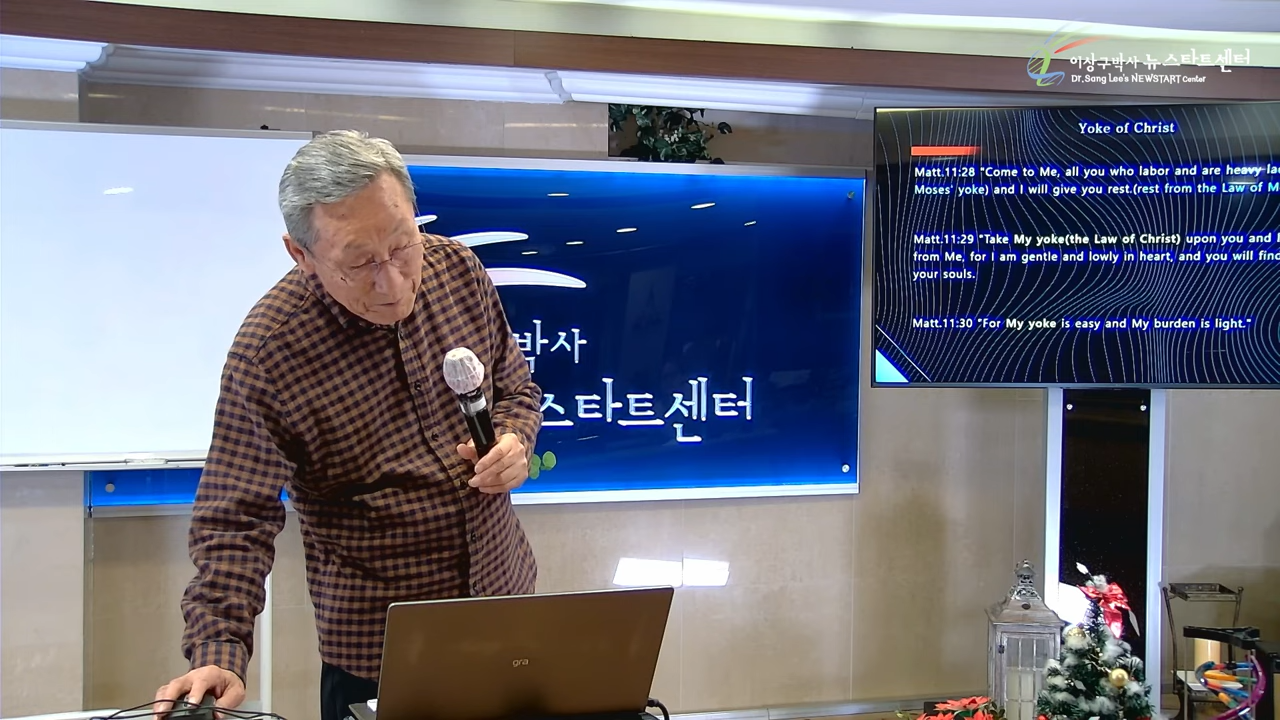 이상구박사 뉴스타트센터
Dr. Sang Lee's NEWSTART Center
Yoke of Christ
Matt.11:28 "Come to Me, all you who labor and are heavy
Moses' yoke) and I will give you rest.(rest from the Law of
Matt.11:29 "Take My yoke(the Law of Christ) upon you and
from Me, for I am gentle and lowly in heart, and you will find
your souls.
Matt.11:30 "For My yoke is easy and My burden is light."
박사
스타트센터
gra